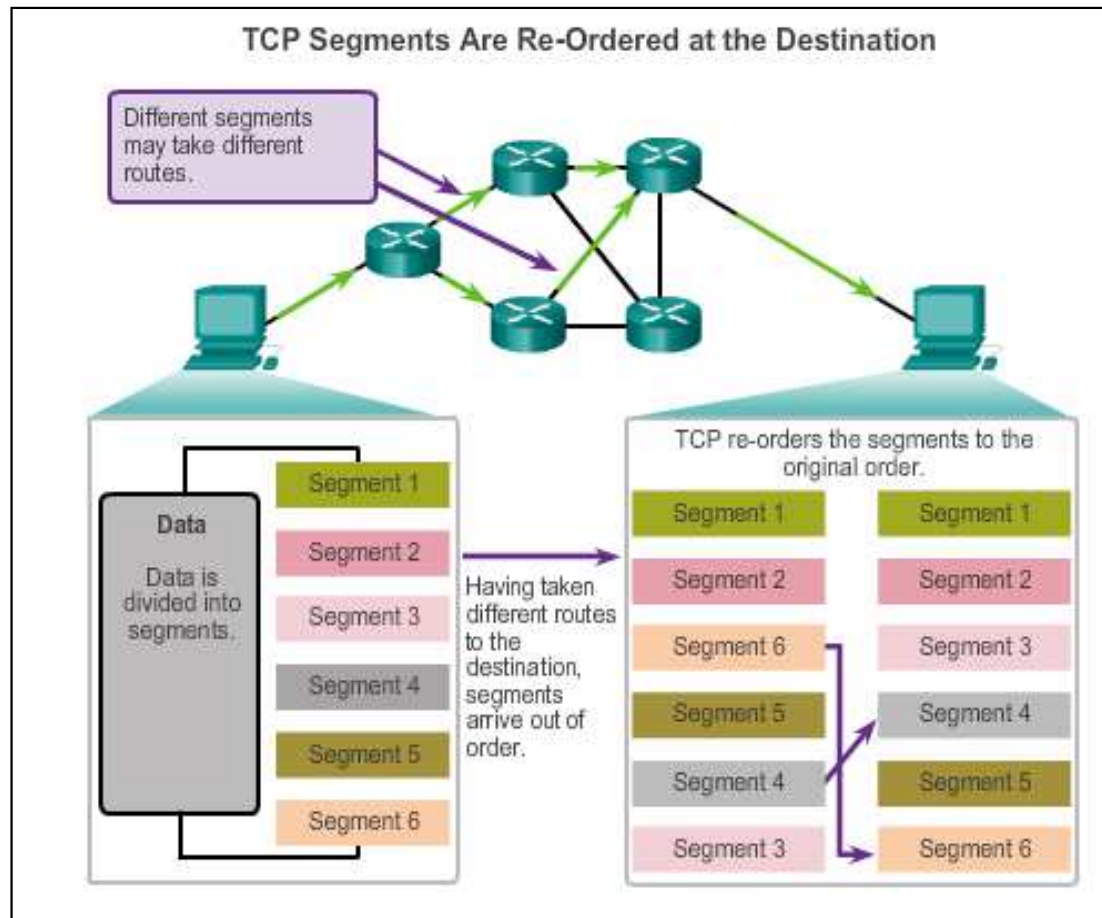 TCP Segments Are Re-Ordered at the Destination
Different segments
may take different
routes.
Data
Data is
divided into
segments.
Segment 1
Segment 2
Segment 3
Segment 4
Segment 5
Segment 6
Having taken
different routes
to the
destination,
segments
arrive out of
order.
TCP re-orders the segments to the
original order.
Segment 1
Segment 2
Segment 6
Segment 5
Segment 4
Segment 3
Segment 1
Segment 2
Segment 3
Segment 4
Segment 5
Segment 6